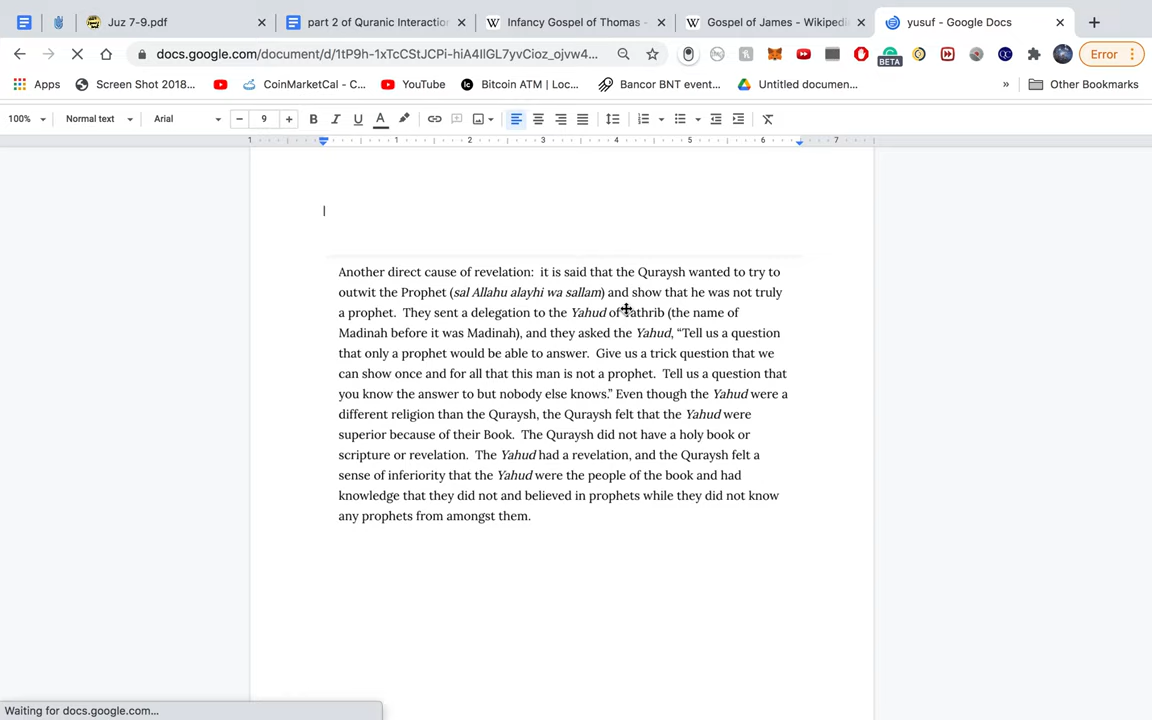 Juz 7-9.pdf
part 2 of Quranic Interaction
Infancy Gospel of Thomas -
Gospel of James - Wikipedi
yusuf - Google Docs
docs.google.com/document/d/1tP9h-1xTcCStJCPi-hiA4IlGL7yvCioz_ojvw4...
BETA
Error
Apps
Screen Shot 2018...
CoinMarketCal - C...
YouTube
Bitcoin ATM | Loc...
Bancor BNT event...
Untitled documen...
»
Other Bookmarks
100%
Normal text
Arial
9
1 1 2 3 4 5 6 7
Another direct cause of revelation: it is said that the Quraysh wanted to try to
outwit the Prophet (sal Allahu alayhi wa sallam) and show that he was not truly
a prophet. They sent a delegation to the Yahud of Yathrib (the name of
Madinah before it was Madinah), and they asked the Yahud, “Tell us a question
that only a prophet would be able to answer. Give us a trick question that we
can show once and for all that this man is not a prophet. Tell us a question that
you know the answer to but nobody else knows.” Even though the Yahud were a
different religion than the Quraysh, the Quraysh felt that the Yahud were
superior because of their Book. The Quraysh did not have a holy book or
scripture or revelation. The Yahud had a revelation, and the Quraysh felt a
sense of inferiority that the Yahud were the people of the book and had
knowledge that they did not and believed in prophets while they did not know
any prophets from amongst them.
Waiting for docs.google.com...